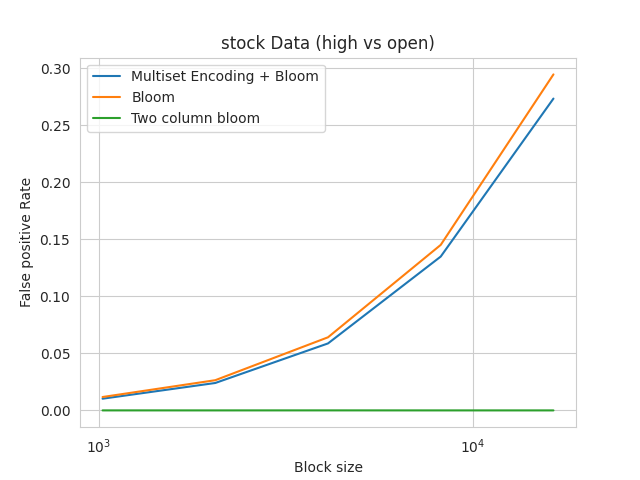 stock Data (high vs open)
Multiset Encoding + Bloom
Bloom
Two column bloom
False positive Rate
0.30
0.25
0.20
0.15
0.10
0.05
0.00
10³
10⁴
Block size